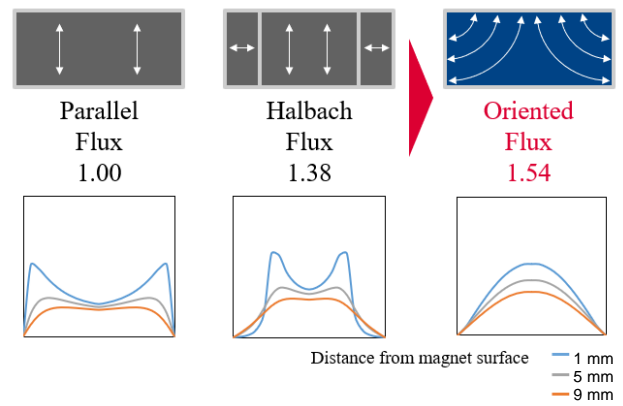 Parallel
Flux
1.00
Halbach
Flux
1.38
Oriented
Flux
1.54
Distance from magnet surface
1 mm
5 mm
9 mm